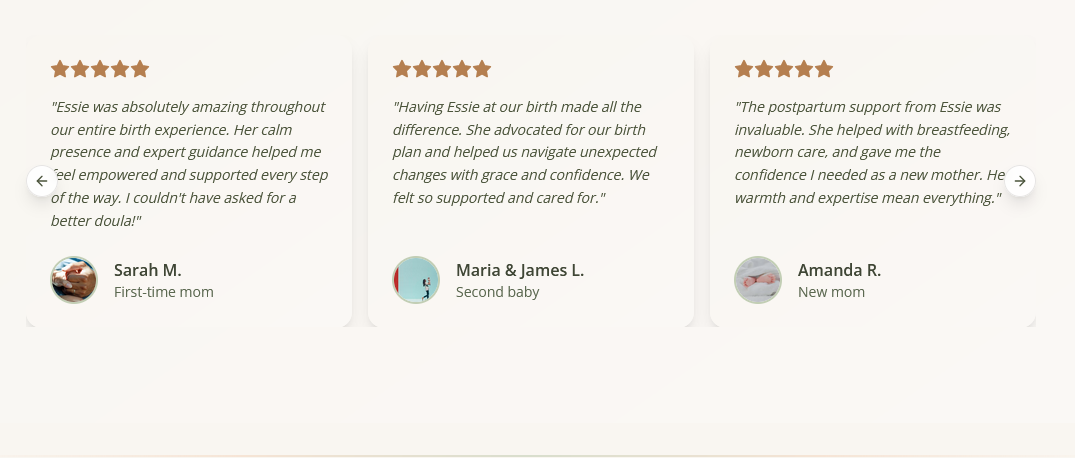 "Essie was absolutely amazing throughout
our entire birth experience. Her calm
presence and expert guidance helped me
feel empowered and supported every step
of the way. I couldn't have asked for a
better doula!"
Sarah M.
First-time mom
"Having Essie at our birth made all the
difference. She advocated for our birth
plan and helped us navigate unexpected
changes with grace and confidence. We
felt so supported and cared for."
Maria & James L.
Second baby
"The postpartum support from Essie was
invaluable. She helped with breastfeeding,
newborn care, and gave me the
confidence I needed as a new mother. He
warmth and expertise mean everything."
Amanda R.
New mom